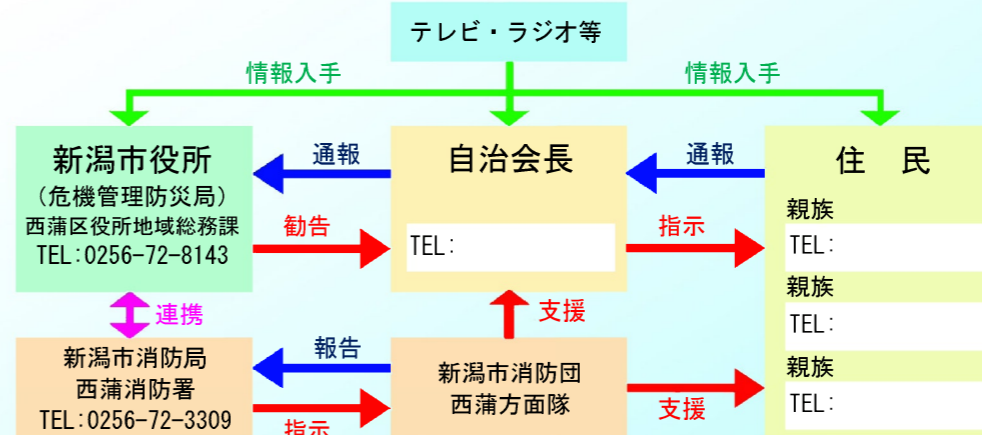 テレビ・ラジオ等
情報入手
情報入手
新潟市役所
(危機管理防災局)
西蒲区役所地域総務課
TEL:0256-72-8143
通報
勧告
自治会長
TEL:
通報
指示
住 民
親族
TEL:
親族
TEL:
親族
TEL:
連携
支援
新潟市消防局
西蒲消防署
TEL:0256-72-3309
報告
指示
新潟市消防団
西蒲方面隊
支援